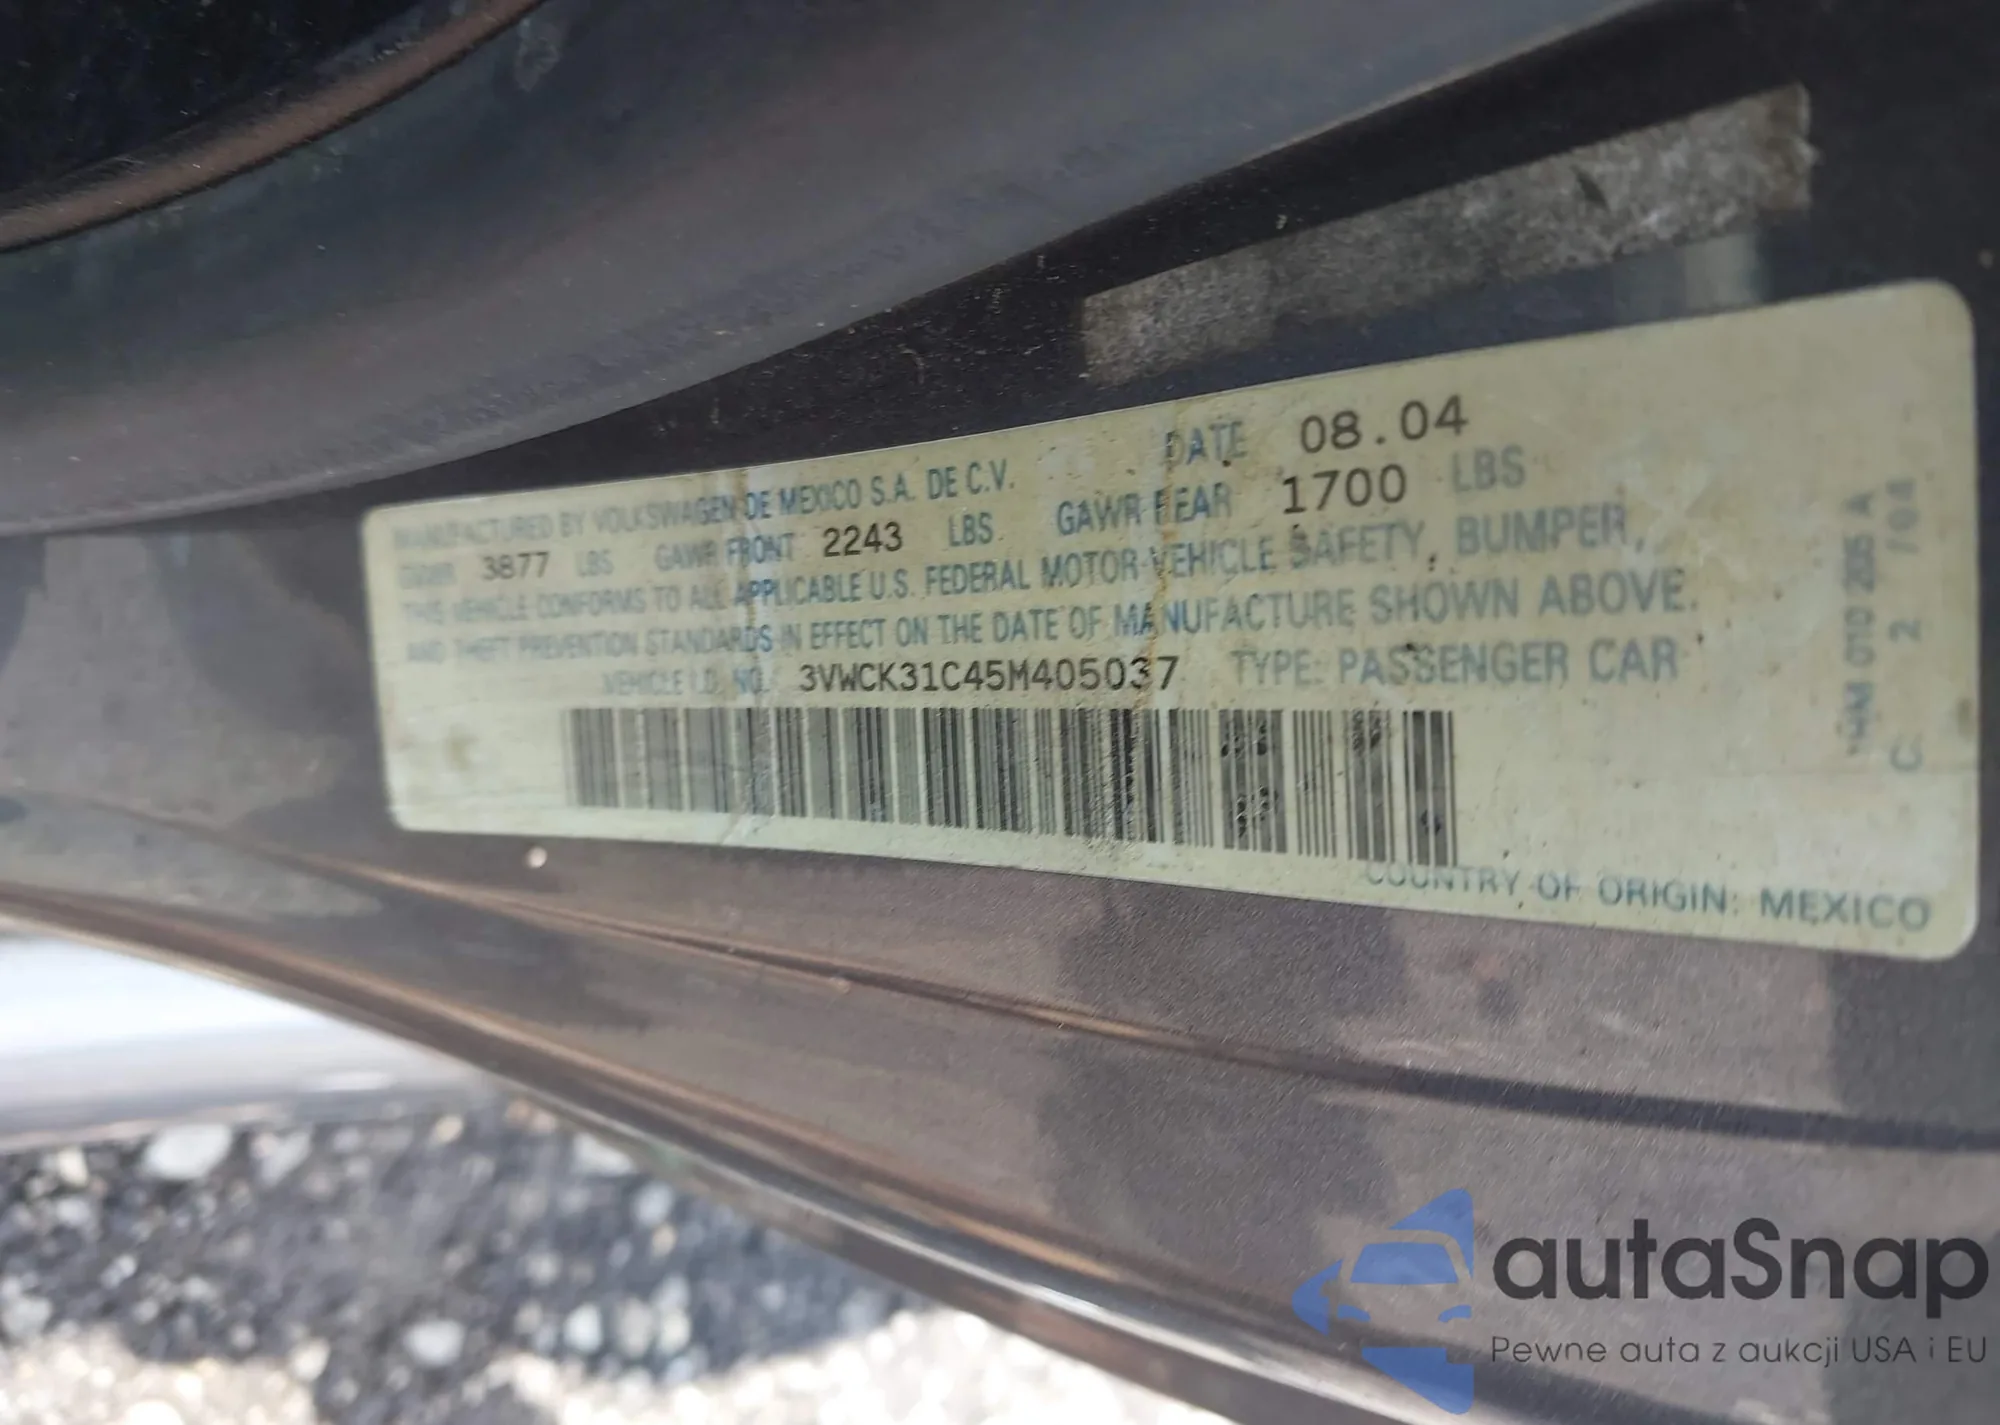 MANUFACTURED BY VOLKSWAGEN DE MEXICO S.A. DE C.V. DATE 08.04
GVWR 3877 LBS GAWR FRONT 2243 LBS GAWR REAR 1700 LBS
THIS VEHICLE CONFORMS TO ALL APPLICABLE U.S. FEDERAL MOTOR VEHICLE SAFETY, BUMPER,
AND THEFT PREVENTION STANDARDS IN EFFECT ON THE DATE OF MANUFACTURE SHOWN ABOVE.
VEHICLE I.D. NO. 3VWCK31C45M405037 TYPE: PASSENGER CAR
COUNTRY OF ORIGIN: MEXICO
C 2 /04
autaSnap
Pewne auta z aukcji USA i EU